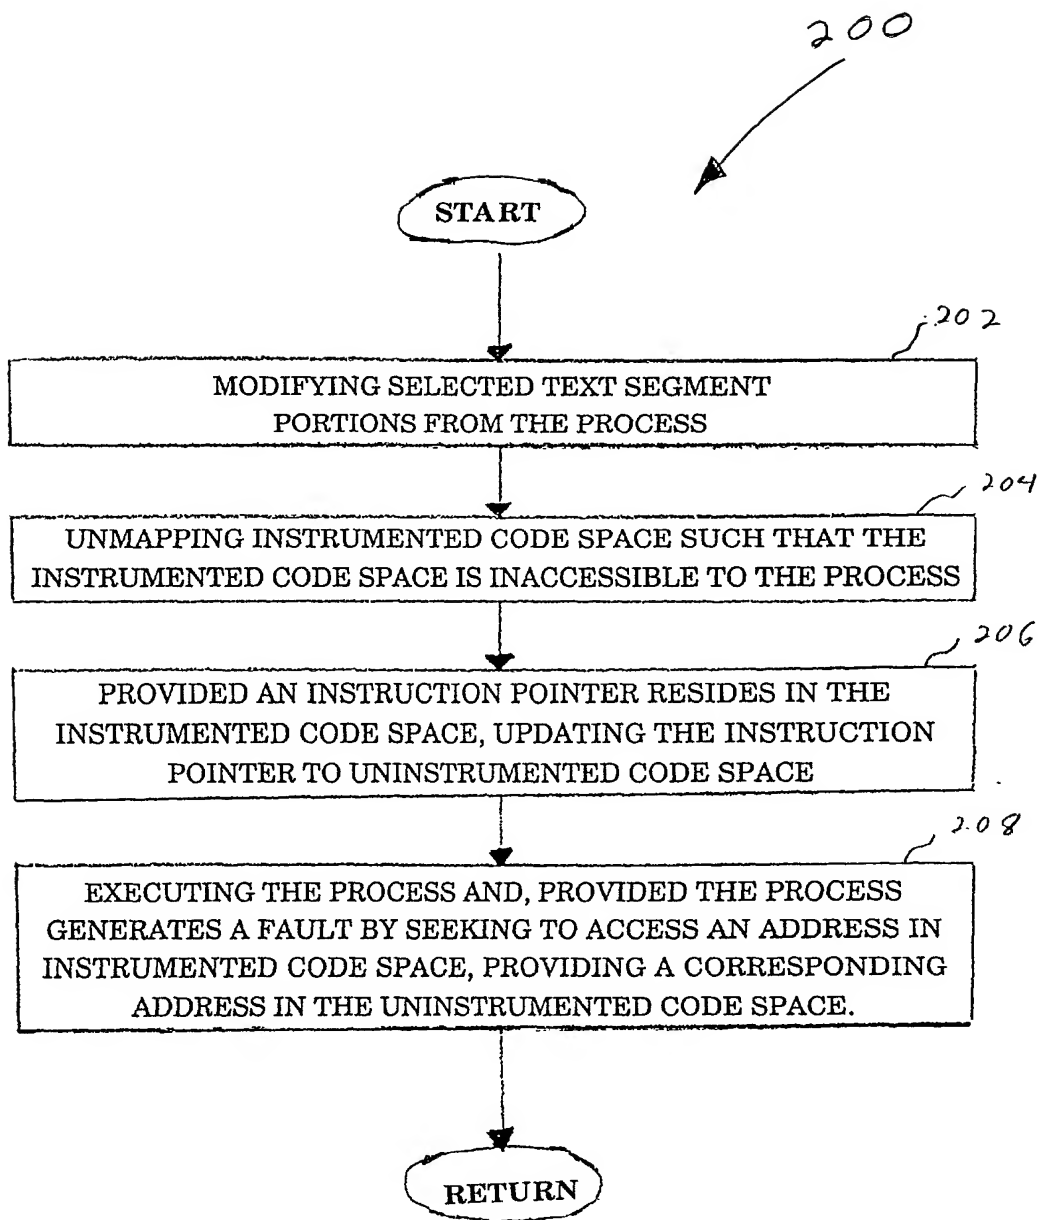 200
START
202
MODIFYING SELECTED TEXT SEGMENT
PORTIONS FROM THE PROCESS
204
UNMAPPING INSTRUMENTED CODE SPACE SUCH THAT THE
INSTRUMENTED CODE SPACE IS INACCESSIBLE TO THE PROCESS
206
PROVIDED AN INSTRUCTION POINTER RESIDES IN THE
INSTRUMENTED CODE SPACE, UPDATING THE INSTRUCTION
POINTER TO UNINSTRUMENTED CODE SPACE
208
EXECUTING THE PROCESS AND, PROVIDED THE PROCESS
GENERATES A FAULT BY SEEKING TO ACCESS AN ADDRESS IN
INSTRUMENTED CODE SPACE, PROVIDING A CORRESPONDING
ADDRESS IN THE UNINSTRUMENTED CODE SPACE.
RETURN